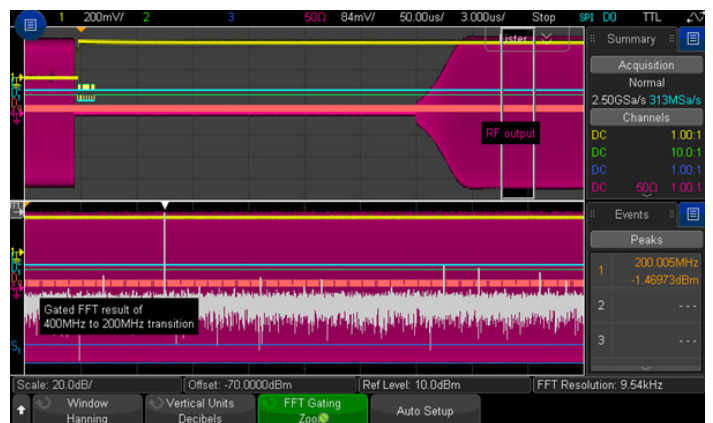 1 200mV/ 2 3 50Ω 84mV/ 50.00us/ 3.000us/ Stop SPI D0 TTL
Lister
Summary
Acquisition
Normal
2.50GSa/s 313MSa/s
Channels
DC 1.00:1
DC 10.0:1
DC 1.00:1
DC 50Ω 1.00:1
RF output
Events
Peaks
1 200.005MHz
-1.46973dBm
2 ---
3 ---
Gated FFT result of
400MHz to 200MHz transition
S1
Scale: 20.0dB/ Offset: -70.0000dBm Ref Level: 10.0dBm FFT Resolution: 9.54kHz
Window
Hanning
Vertical Units
Decibels
FFT Gating
Zoom
Auto Setup